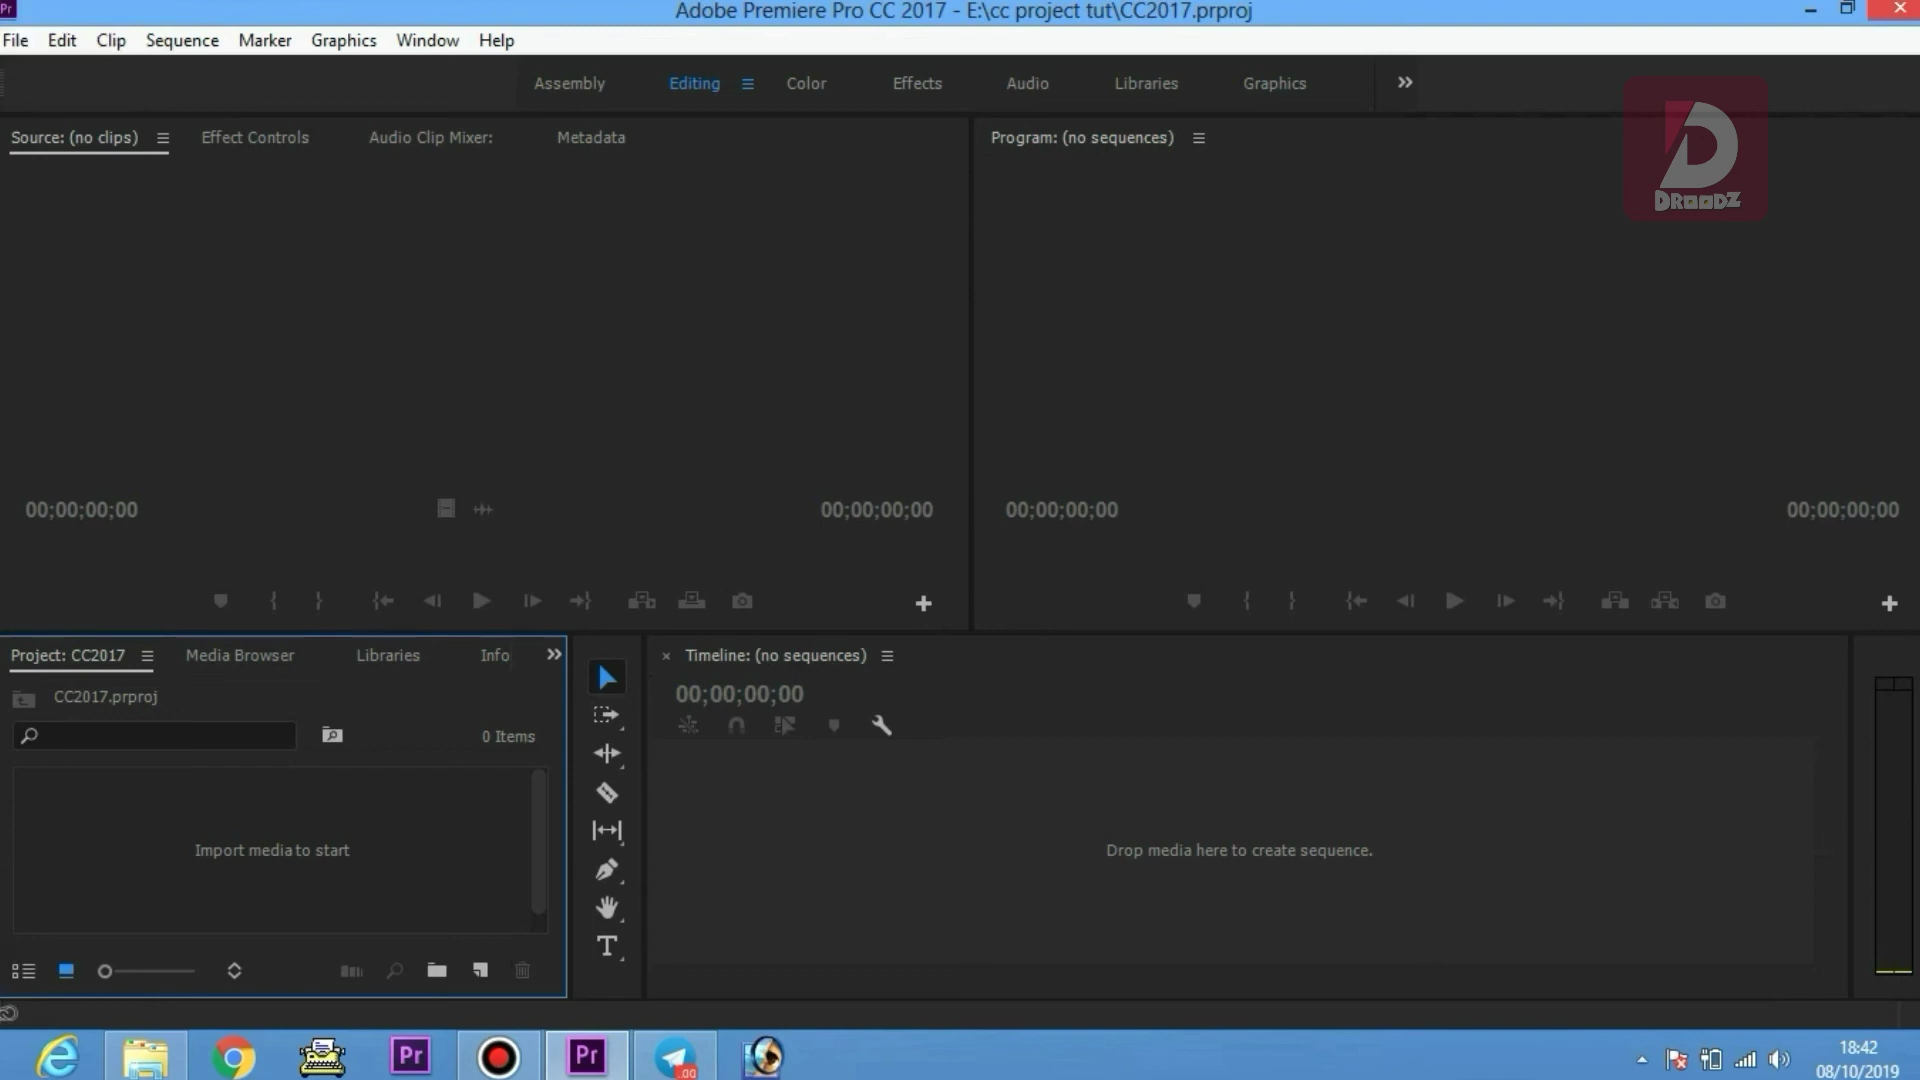 Pr Adobe Premiere Pro CC 2017 - E:\cc project tut\CC2017.prproj
File Edit Clip Sequence Marker Graphics Window Help
Assembly Editing Color Effects Audio Libraries Graphics
Source: (no clips) Effect Controls Audio Clip Mixer: Metadata
Program: (no sequences)
DROODZ
00;00;00;00 00;00;00;00
00;00;00;00 00;00;00;00
Project: CC2017 Media Browser Libraries Info
CC2017.prproj
0 Items
Import media to start
Timeline: (no sequences)
00;00;00;00
Drop media here to create sequence.
Pr Pr
18:42
08/10/2019